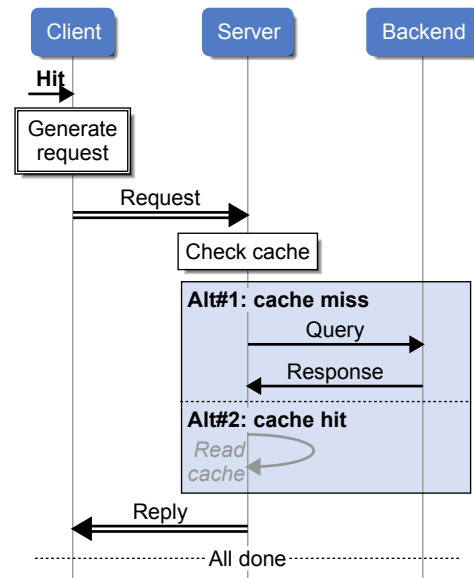 Client Server Backend
Hit
Generate
request
Request
Check cache
Alt#1: cache miss
Query
Response
Alt#2: cache hit
Read
cache
Reply
All done